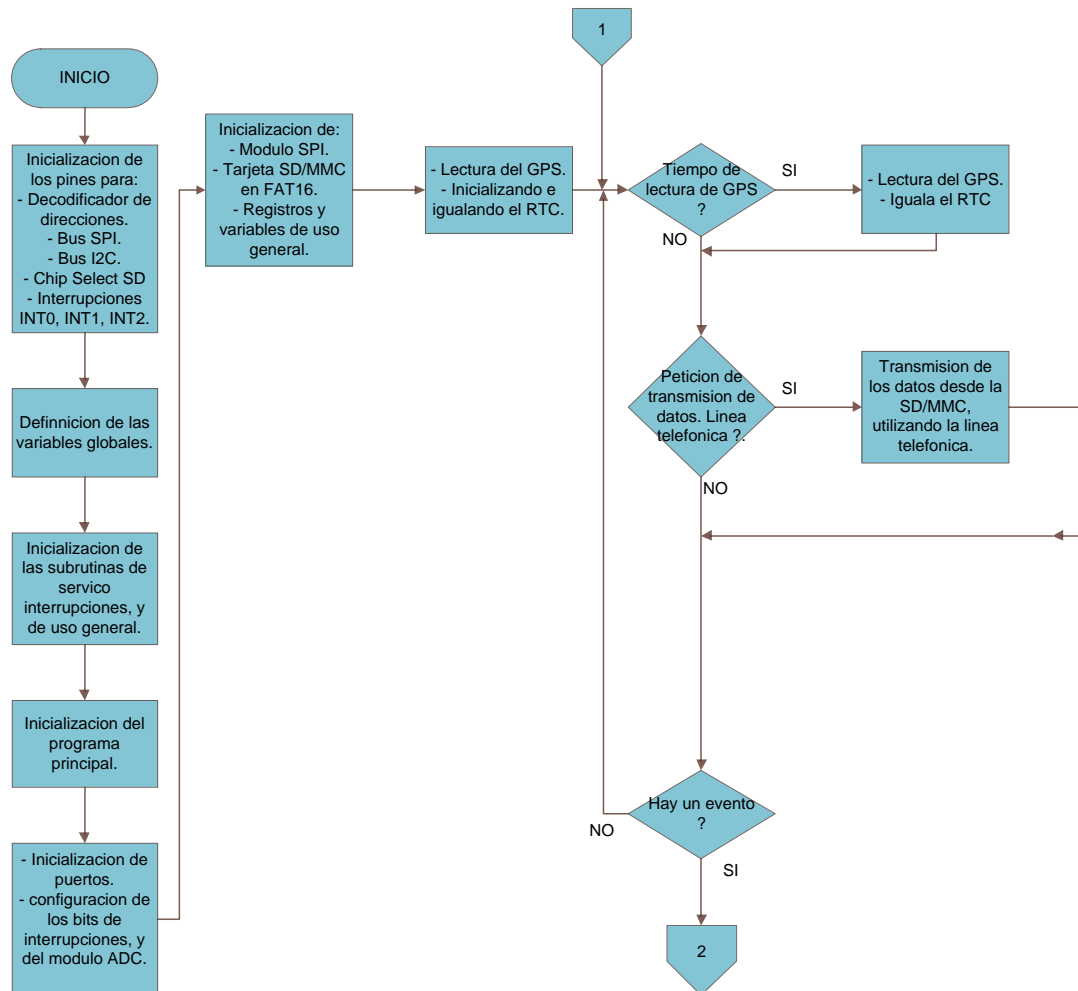 INICIO
Inicializacion de
los pines para:
- Decodificador de
direcciones.
- Bus SPI.
- Bus I2C.
- Chip Select SD
- Interrupciones
INT0, INT1, INT2.
Definnicion de las
variables globales.
Inicializacion de
las subrutinas de
servico
interrupciones, y
de uso general.
Inicializacion del
programa
principal.
- Inicializacion de
puertos.
- configuracion de
los bits de
interrupciones, y
del modulo ADC.
Inicializacion de:
- Modulo SPI.
- Tarjeta SD/MMC
en FAT16.
- Registros y
variables de uso
general.
- Lectura del GPS.
- Inicializando e
igualando el RTC.
1
Tiempo de
lectura de GPS
?
SI
NO
- Lectura del GPS.
- Iguala el RTC
Peticion de
transmision de
datos. Linea
telefonica ?.
SI
NO
Transmision de
los datos desde la
SD/MMC,
utilizando la linea
telefonica.
Hay un evento
?
NO
SI
2